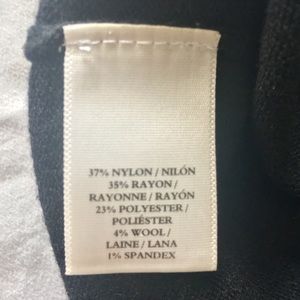 37% NYLON / NILÓN
35% RAYON /
RAYONNE / RAYÓN
23% POLYESTER /
POLIÉSTER
4% WOOL /
LAINE / LANA
1% SPANDEX